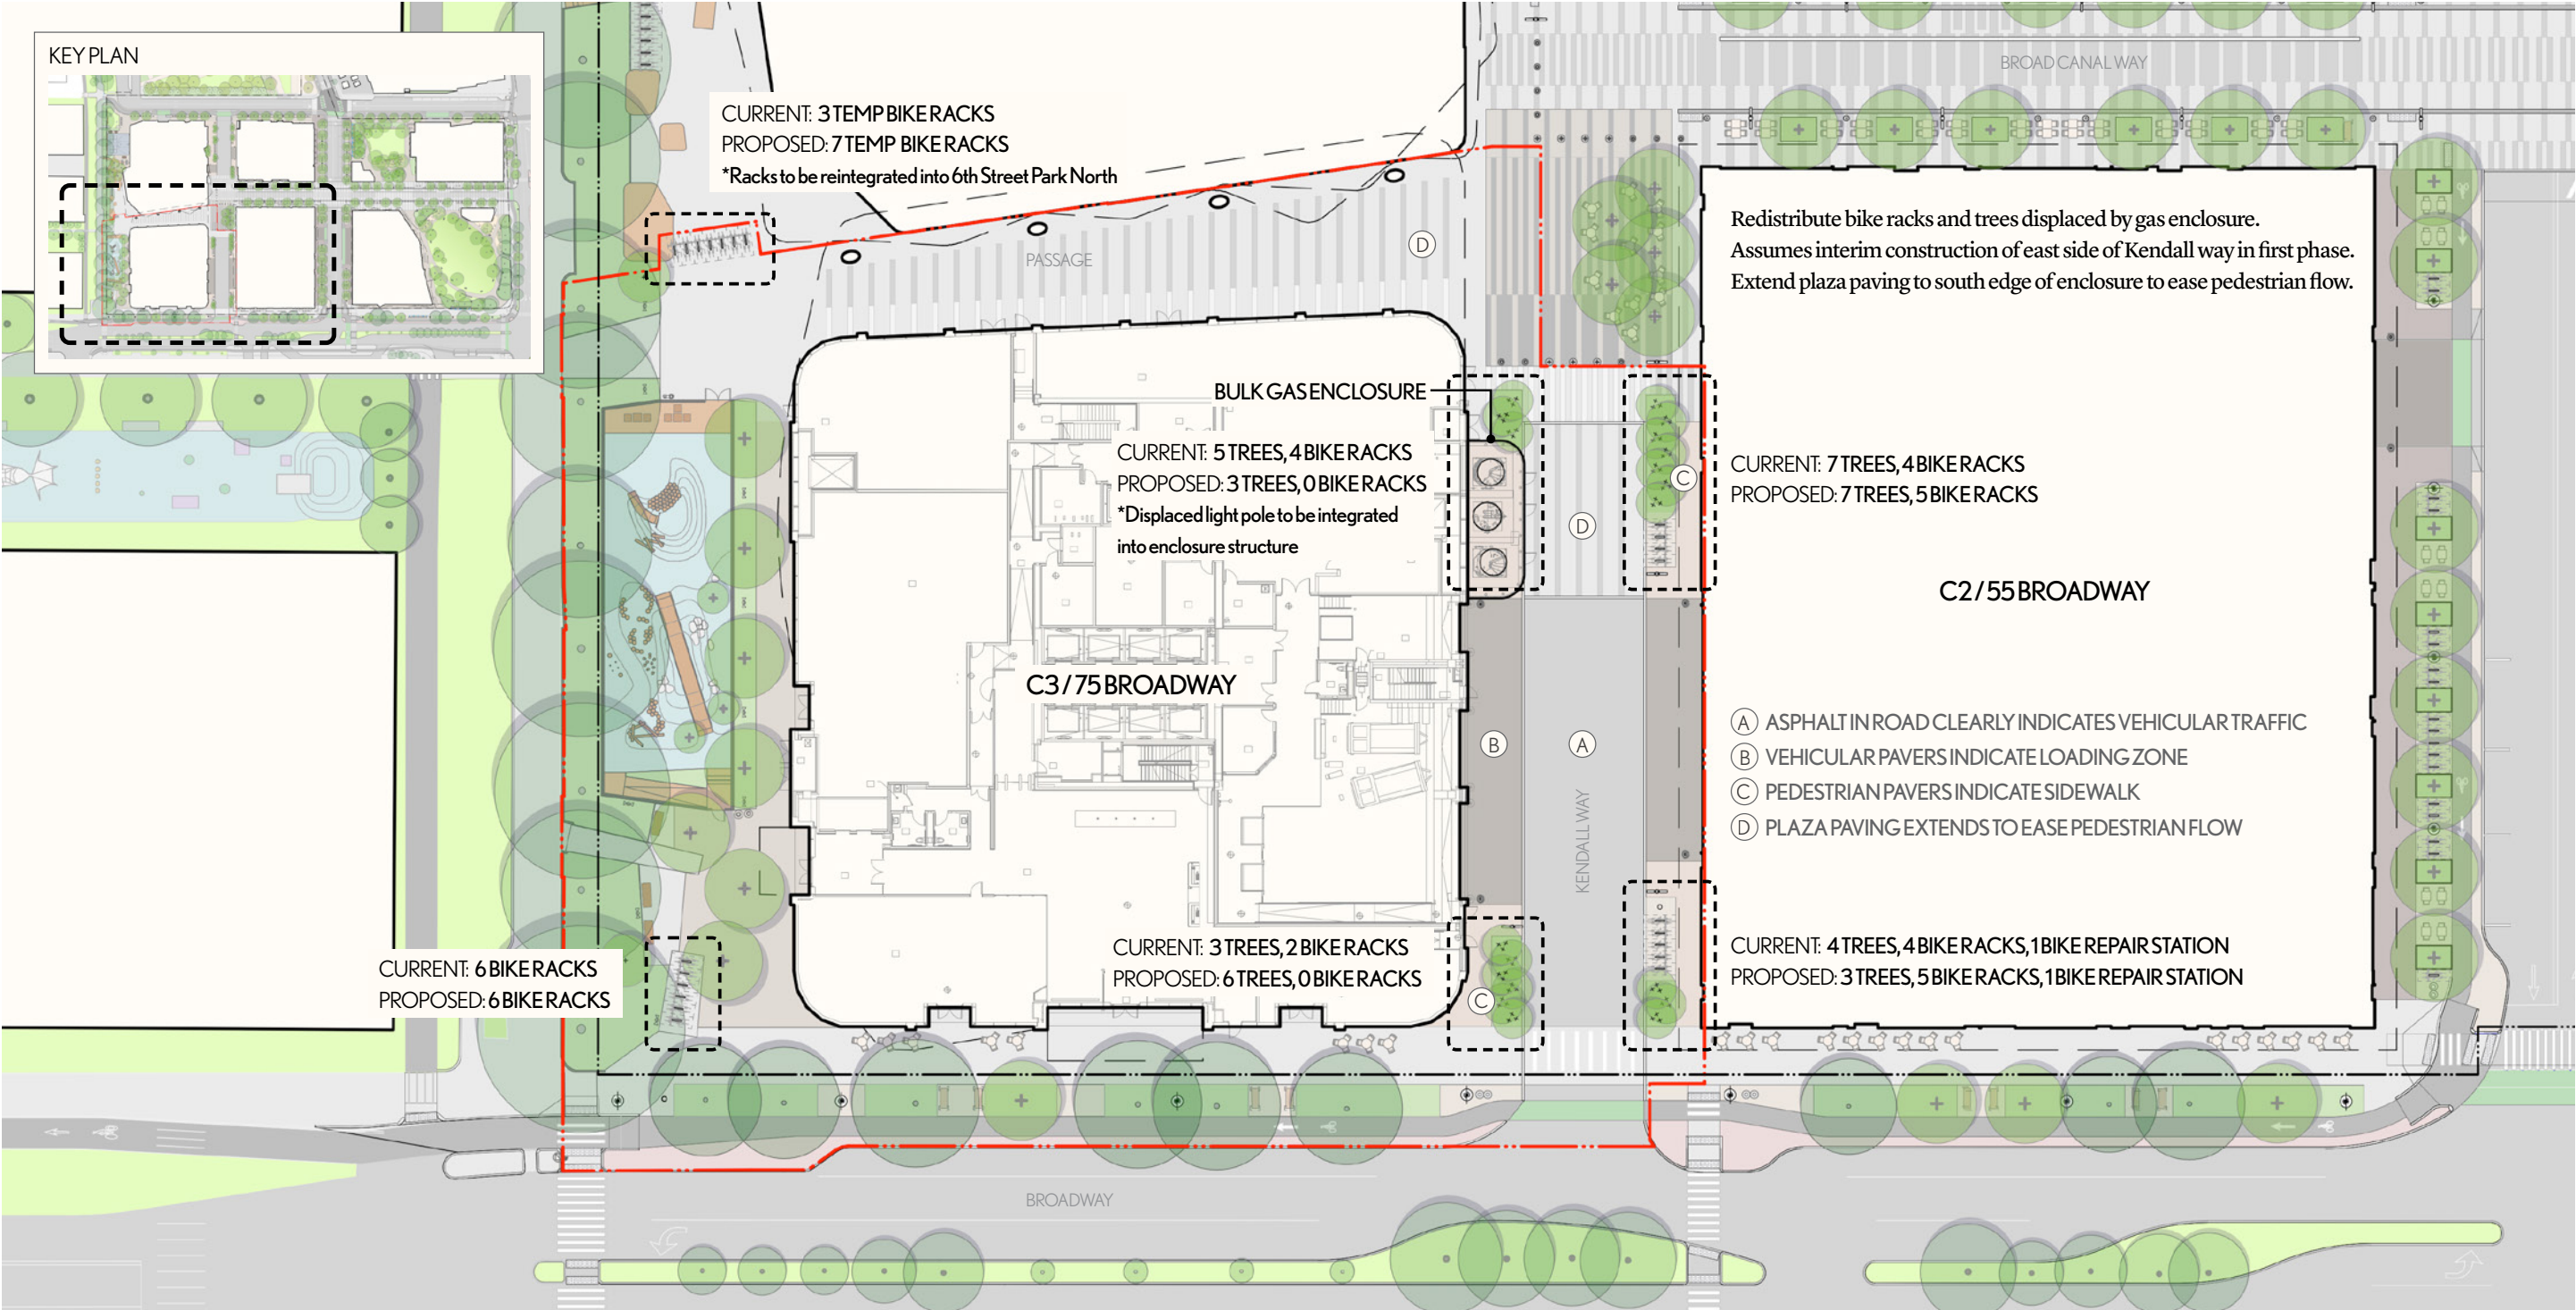 KEY PLAN
BROAD CANAL WAY
CURRENT: 3 TEMP BIKE RACKS
PROPOSED: 7 TEMP BIKE RACKS
*Racks to be reintegrated into 6th Street Park North
PASSAGE
D
Redistribute bike racks and trees displaced by gas enclosure.
Assumes interim construction of east side of Kendall way in first phase.
Extend plaza paving to south edge of enclosure to ease pedestrian flow.
BULK GAS ENCLOSURE
CURRENT: 5 TREES, 4 BIKE RACKS
PROPOSED: 3 TREES, 0 BIKE RACKS
*Displaced light pole to be integrated
into enclosure structure
C
D
CURRENT: 7 TREES, 4 BIKE RACKS
PROPOSED: 7 TREES, 5 BIKE RACKS
C2 / 55 BROADWAY
C3 / 75 BROADWAY
B
A
KENDALL WAY
A ASPHALT IN ROAD CLEARLY INDICATES VEHICULAR TRAFFIC
B VEHICULAR PAVERS INDICATE LOADING ZONE
C PEDESTRIAN PAVERS INDICATE SIDEWALK
D PLAZA PAVING EXTENDS TO EASE PEDESTRIAN FLOW
CURRENT: 6 BIKE RACKS
PROPOSED: 6 BIKE RACKS
CURRENT: 3 TREES, 2 BIKE RACKS
PROPOSED: 6 TREES, 0 BIKE RACKS
C
CURRENT: 4 TREES, 4 BIKE RACKS, 1 BIKE REPAIR STATION
PROPOSED: 3 TREES, 5 BIKE RACKS, 1 BIKE REPAIR STATION
BROADWAY